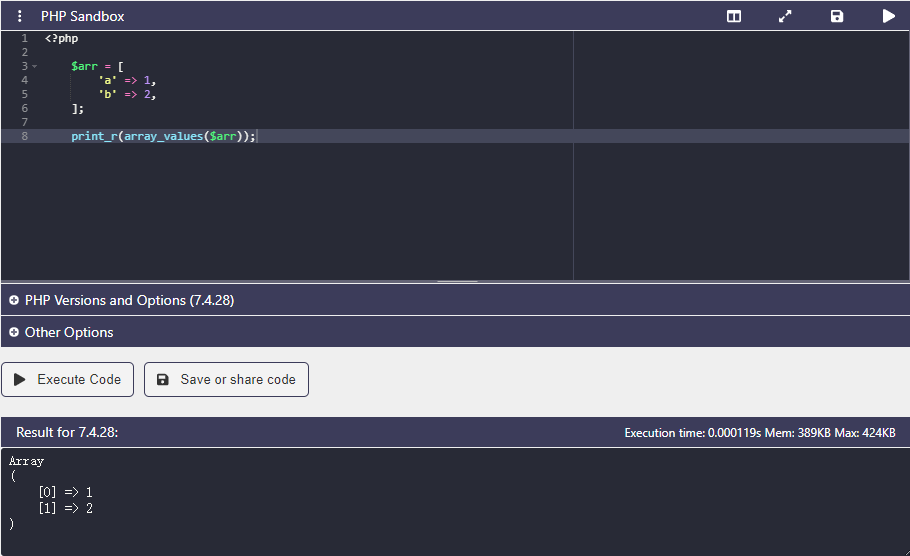 PHP Sandbox
1 <?php
2
3 $arr = [
4 'a' => 1,
5 'b' => 2,
6 ];
7
8 print_r(array_values($arr));
PHP Versions and Options (7.4.28)
Other Options
Execute Code Save or share code
Result for 7.4.28: Execution time: 0.000119s Mem: 389KB Max: 424KB
Array
(
[0] => 1
[1] => 2
)